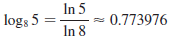 log₈ 5 = ln 5 / ln 8 ≈ 0.773976